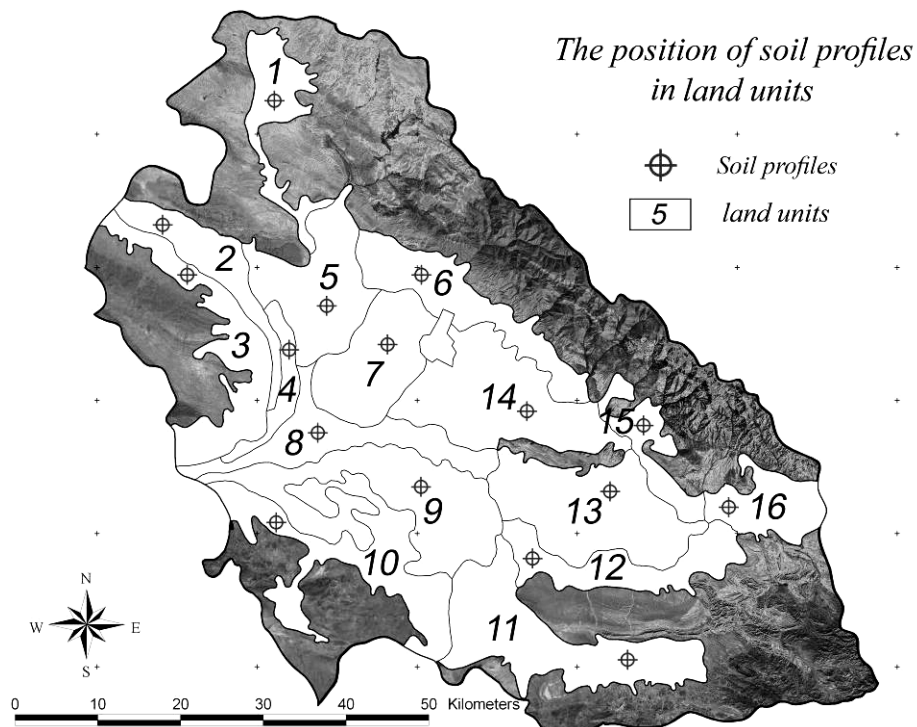 The position of soil profiles
in land units
Soil profiles
5 land units
1
2
5
6
3
4
7
14
15
8
9
13
16
10
12
11
N
W E
S
0 10 20 30 40 50 Kilometers